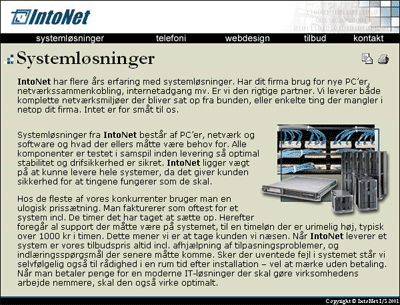 IntoNet
systemløsninger telefoni webdesign tilbud kontakt
Systemløsninger
IntoNet har flere års erfaring med systemløsninger. Har dit firma brug for nye PC'er,
netværkssammenkobling, internetadgang mv. Er vi den rigtige partner. Vi leverer både
komplette netværksmiljøer der bliver sat op fra bunden, eller enkelte ting der mangler i
netop dit firma. Intet er for småt til os.
Systemløsninger fra IntoNet består af PC'er, netværk og
software og hvad der ellers måtte være behov for. Alle
komponenter er testet i samspil inden levering så optimal
stabilitet og driftsikkerhed er sikret. IntoNet ligger vægt
på at kunne levere hele systemer, da det giver kunden
sikkerhed for at tingene fungerer som de skal.
Hos de fleste af vores konkurrenter bruger man en
ulogisk prissætning. Man fakturerer som oftest for et
system incl. De timer det har taget at sætte op. Herefter
foregår al support der måtte være på systemet, til en timeløn der er urimelig høj, typisk
over 1000 kr i timen. Dette mener vi er at tage kunden vi næsen. Når IntoNet leverer et
system er vores tilbudspris altid incl. afhjælpning af tilpasningsproblemer, og
indlæringsspørgsmål der senere måtte komme. Sker der uventede fejl i systemet står vi
selvfølgelig også til rådighed i en rum tid efter installation – vel at mærke uden betaling.
Når man betaler penge for en moderne IT-løsninger der skal gøre virksomhedens
arbejde nemmere, skal den også virke optimalt.
Copyright © IntoNet I/S 2001